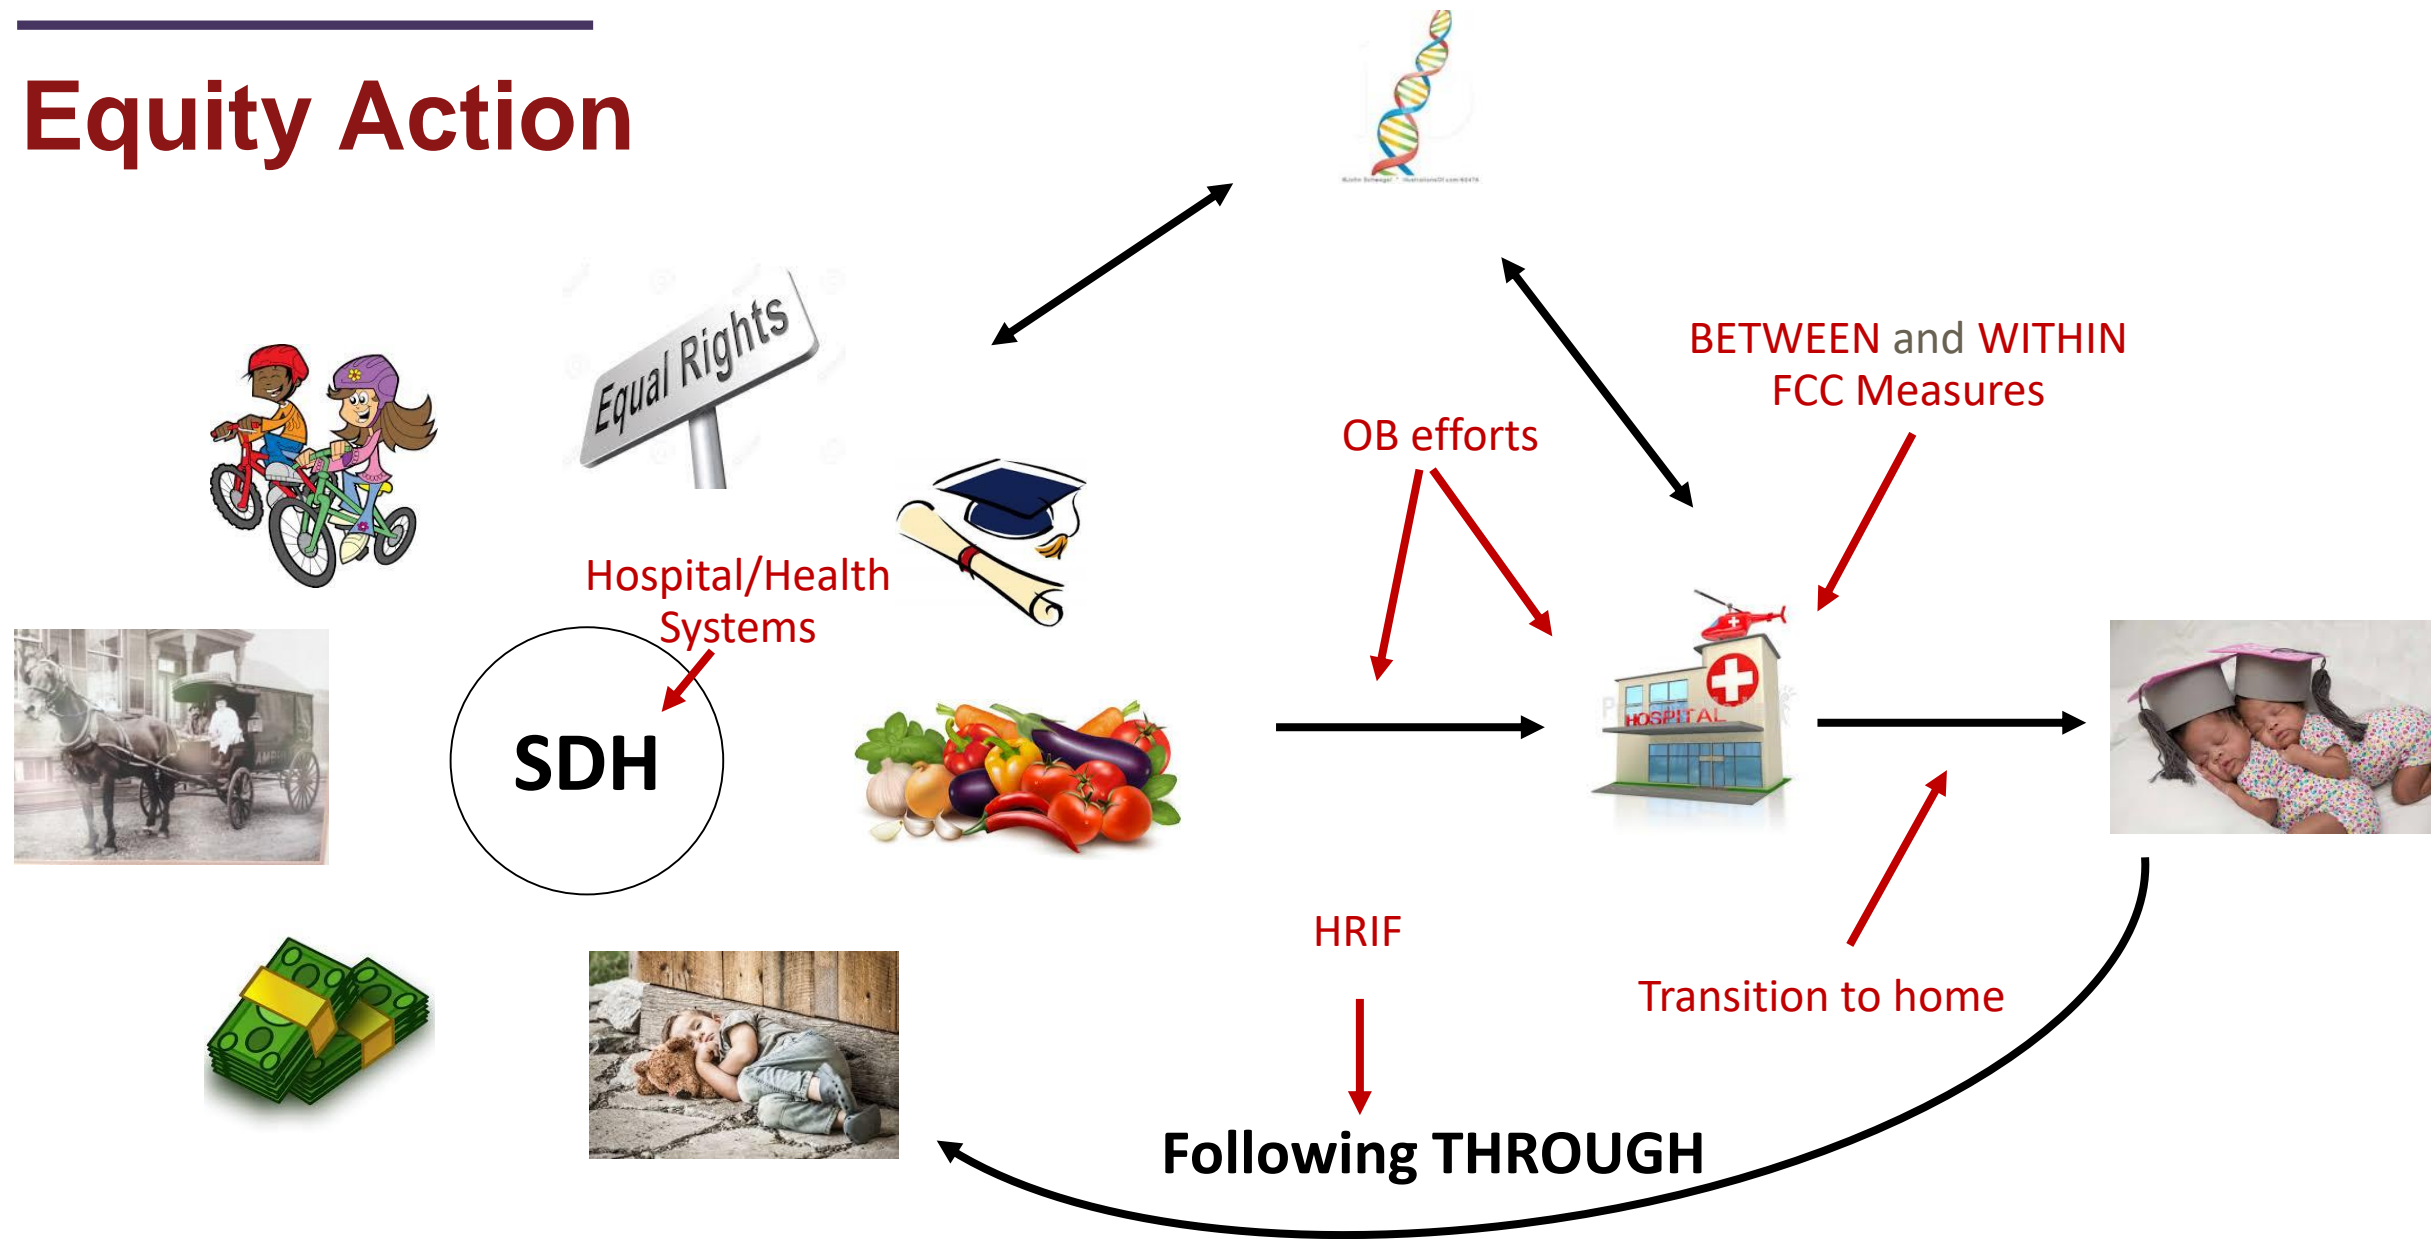 Equity Action
Equal Rights
BETWEEN and WITHIN
FCC Measures
OB efforts
Hospital/Health
Systems
SDH
HOSPITAL
HRIF
Transition to home
Following THROUGH